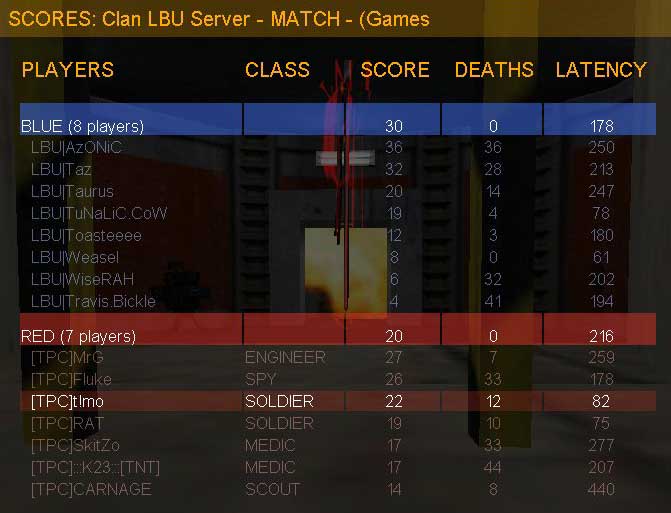 SCORES: Clan LBU Server - MATCH - (Games
PLAYERS CLASS SCORE DEATHS LATENCY
BLUE (8 players) 30 0 178
LBU|AzONiC 36 36 250
LBU|Taz 32 28 213
LBU|Taurus 20 14 247
LBU|TuNaLiC.CoW 19 4 78
LBU|Toasteeee 12 3 180
LBU|Weasel 8 0 61
LBU|WiseRAH 6 32 202
LBU|Travis.Bickle 4 41 194
RED (7 players) 20 0 216
[TPC]MrG ENGINEER 27 7 259
[TPC]Fluke SPY 26 33 178
[TPC]t!mo SOLDIER 22 12 82
[TPC]RAT SOLDIER 19 10 75
[TPC]SkitZo MEDIC 17 33 277
[TPC]:::K23:::[TNT] MEDIC 17 44 207
[TPC]CARNAGE SCOUT 14 8 440